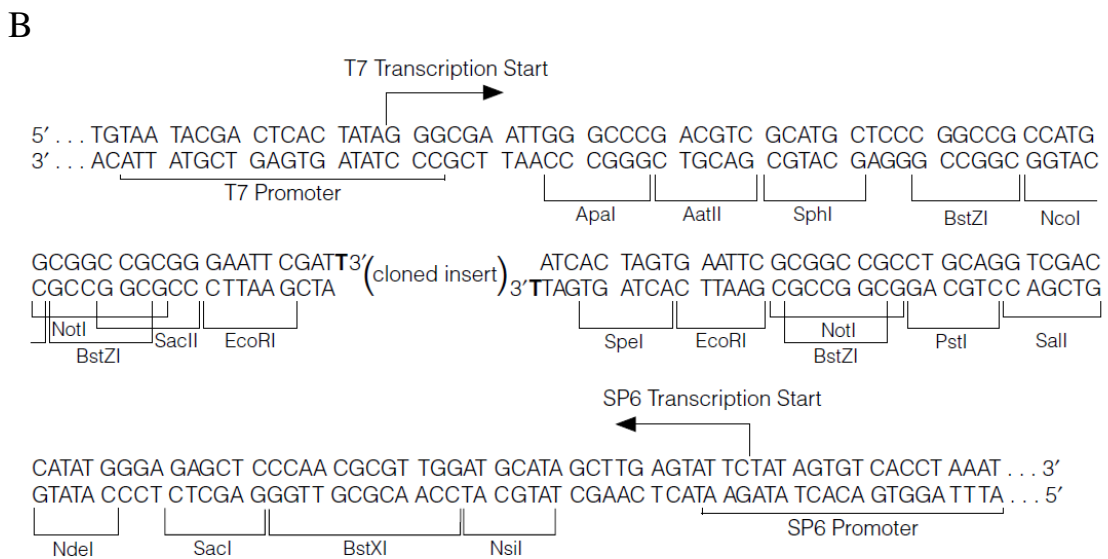 B
T7 Transcription Start
5′ . . . TGTAA TACGA CTCAC TATAG GGCGA ATTGG GCCCG ACGTC GCATG CTCCC GGCCG CCATG
3′ . . . ACATT ATGCT GAGTG ATATC CCGCT TAACC CGGGC TGCAG CGTAC GAGGG CCGGC GGTAC
T7 Promoter
ApaI AatII SphI BstZI NcoI
GCGGC CGCGG GAATT CGATT3′ (cloned insert) ATCAC TAGTG AATTC GCGGC CGCCT GCAGG TCGAC
CGCCG GCGCC CTTAAG CTA 3′TTAGTG ATCAC TTAAG CGCCG GCGGA CGTCC AGCTG
NotI SacII EcoRI SpeI EcoRI NotI PstI SalI
BstZI BstZI
SP6 Transcription Start
CATAT GGGA GAGCT CCCAA CGCGT TGGAT GCATA GCTTG AGTAT TCTAT AGTGT CACCT AAAT . . . 3′
GTATA CCCT CTCGA GGGTT GCGCA ACCTA CGTAT CGAAC TCATA AGATA TCACA GTGGA TTTA . . . 5′
SP6 Promoter
NdeI SacI BstXI NsiI